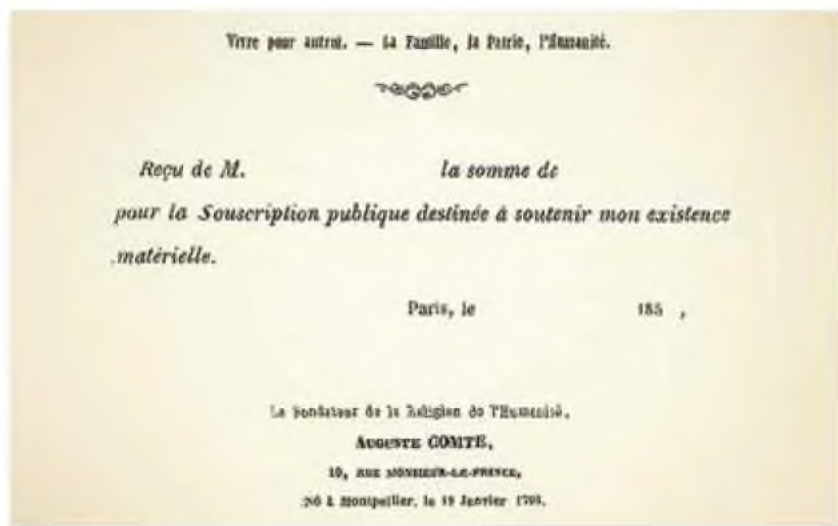 Vivre pour autrui. — La Famille, la Patrie, l'Humanité.
Reçu de M. la somme de
pour la Souscription publique destinée à soutenir mon existence
matérielle.
Paris, le 185 ,
Le Fondateur de la Religion de l'Humanité,
AUGUSTE COMTE,
10, RUE MONSIEUR-LE-PRINCE,
Né à Montpellier, le 19 Janvier 1798.